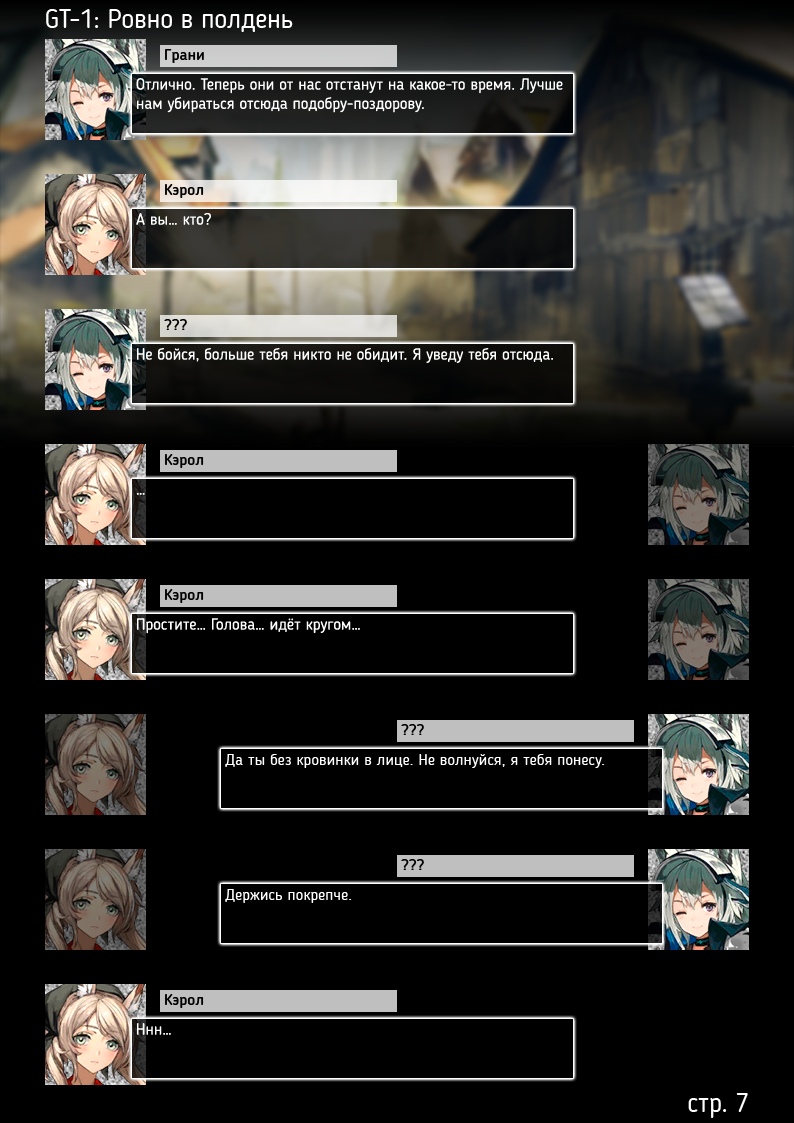 GT-1: Ровно в полдень
Грани
Отлично. Теперь они от нас отстанут на какое-то время. Лучше
нам убираться отсюда подобру-поздорову.
Кэрол
А вы... кто?
???
Не бойся, больше тебя никто не обидит. Я уведу тебя отсюда.
Кэрол
...
Кэрол
Простите... Голова... идёт кругом...
???
Да ты без кровинки в лице. Не волнуйся, я тебя понесу.
???
Держись покрепче.
Кэрол
Ннн...
стр. 7